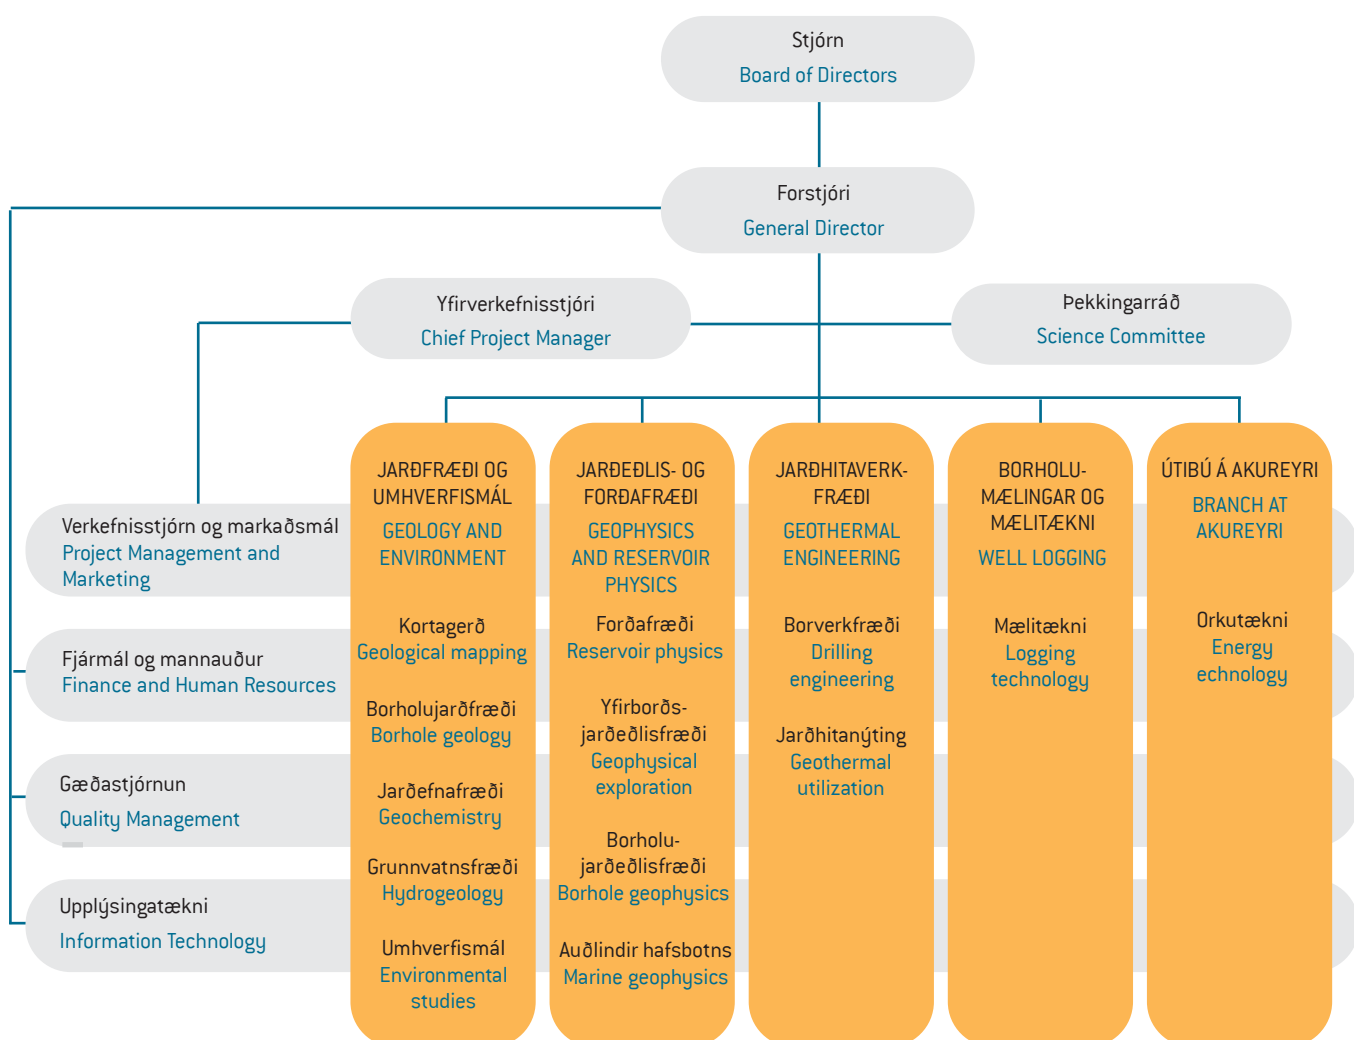 Stjórn
Board of Directors
Forstjóri
General Director
Yfirverkefnisstjóri
Chief Project Manager
Þekkingarráð
Science Committee
Verkefnisstjórn og markaðsmál
Project Management and
Marketing
Fjármál og mannauður
Finance and Human Resources
Gæðastjórnun
Quality Management
Upplýsingatækni
Information Technology
JARÐFRÆÐI OG
UMHVERFISMÁL
GEOLOGY AND
ENVIRONMENT
Kortagerð
Geological mapping
Borholujarðfræði
Borhole geology
Jarðefnafræði
Geochemistry
Grunnvatnsfræði
Hydrogeology
Umhverfismál
Environmental
studies
JARÐEÐLIS- OG
FORÐAFRÆÐI
GEOPHYSICS
AND RESERVOIR
PHYSICS
Forðafræði
Reservoir physics
Yfirborðs-
jarðeðlisfræði
Geophysical
exploration
Borholu-
jarðeðlisfræði
Borhole geophysics
Auðlindir hafsbotns
Marine geophysics
JARÐHITAVERK-
FRÆÐI
GEOTHERMAL
ENGINEERING
Borverkfræði
Drilling
engineering
Jarðhitanýting
Geothermal
utilization
BORHOLU-
MÆLINGAR OG
MÆLITÆKNI
WELL LOGGING
Mælitækni
Logging
technology
ÚTIBÚ Á AKUREYRI
BRANCH AT
AKUREYRI
Orkutækni
Energy
echnology